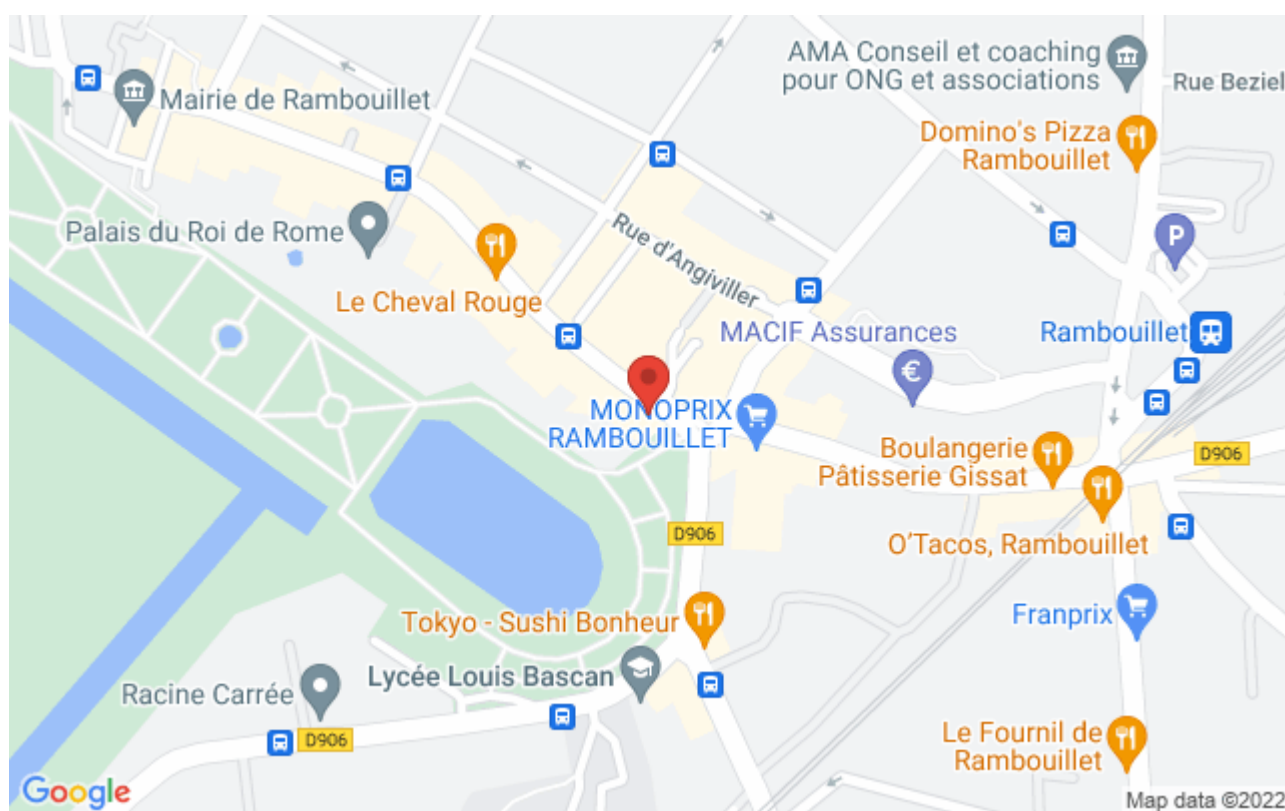 AMA Conseil et coaching
pour ONG et associations
Rue Beziel
Mairie de Rambouillet
Domino's Pizza
Rambouillet
Palais du Roi de Rome
Rue d'Angiviller
P
Le Cheval Rouge
MACIF Assurances
€
Rambouillet
MONOPRIX
RAMBOUILLET
Boulangerie
Pâtisserie Gissat
D906
D906
O'Tacos, Rambouillet
Tokyo - Sushi Bonheur
Franprix
Lycée Louis Bascan
Racine Carrée
D906
Le Fournil de
Rambouillet
Google
Map data ©2022